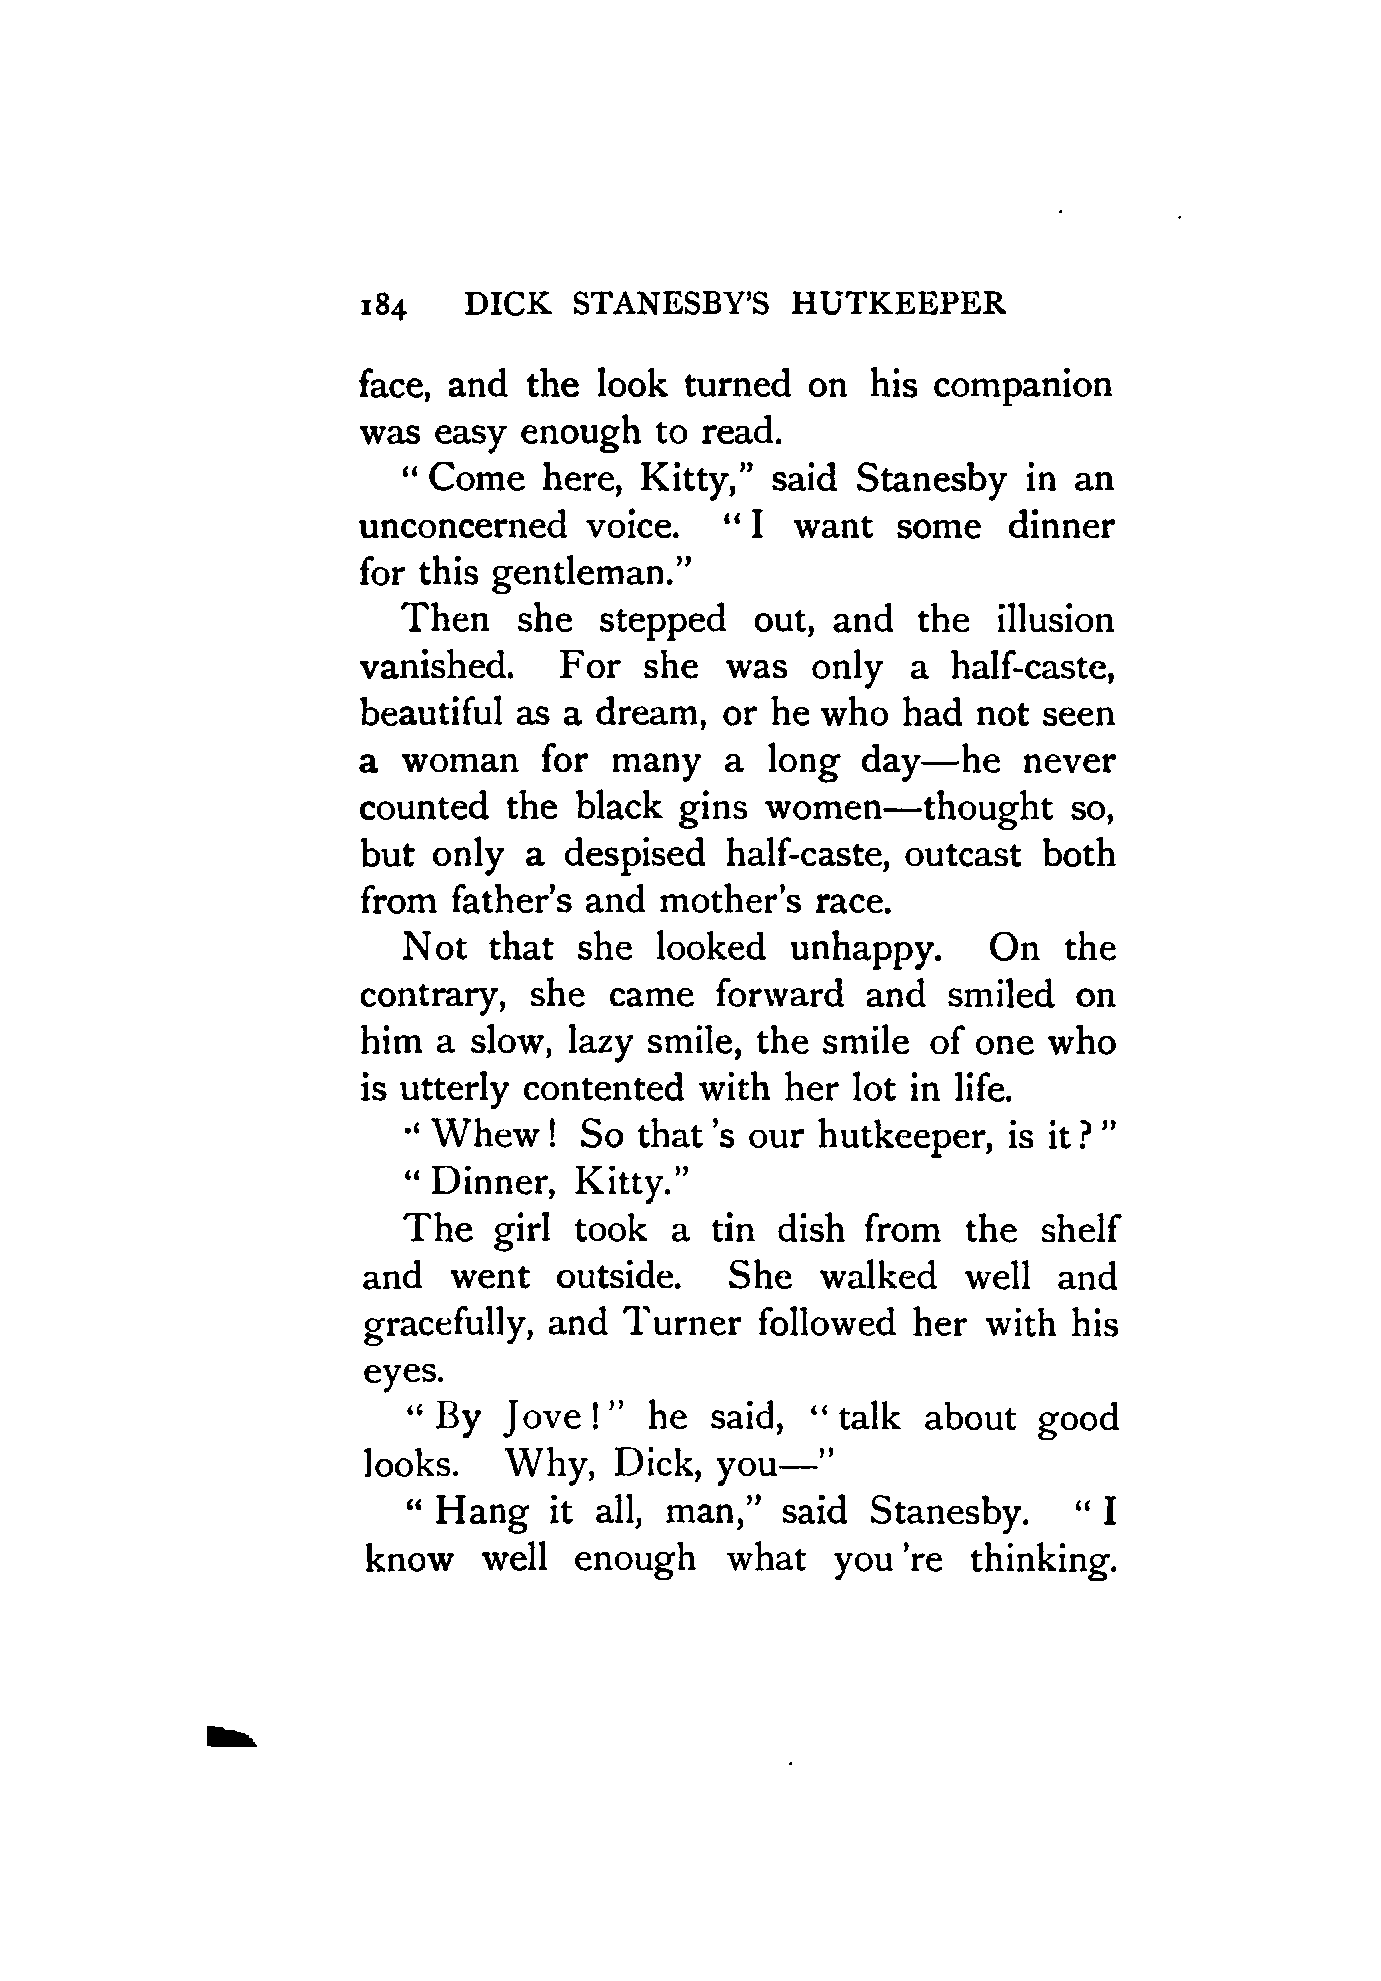 184 DICK STANESBY'S HUTKEEPER
face, and the look turned on his companion
was easy enough to read.
"Come here, Kitty," said Stanesby in an
unconcerned voice. "I want some dinner
for this gentleman."
Then she stepped out, and the illusion
vanished. For she was only a half-caste,
beautiful as a dream, or he who had not seen
a woman for many a long day—he never
counted the black gins women—thought so,
but only a despised half-caste, outcast both
from father's and mother's race.
Not that she looked unhappy. On the
contrary, she came forward and smiled on
him a slow, lazy smile, the smile of one who
is utterly contented with her lot in life.
"Whew! So that's our hutkeeper, is it?"
"Dinner, Kitty."
The girl took a tin dish from the shelf
and went outside. She walked well and
gracefully, and Turner followed her with his
eyes.
"By Jove!" he said, "talk about good
looks. Why, Dick, you—"
"Hang it all, man," said Stanesby. "I
know well enough what you're thinking.